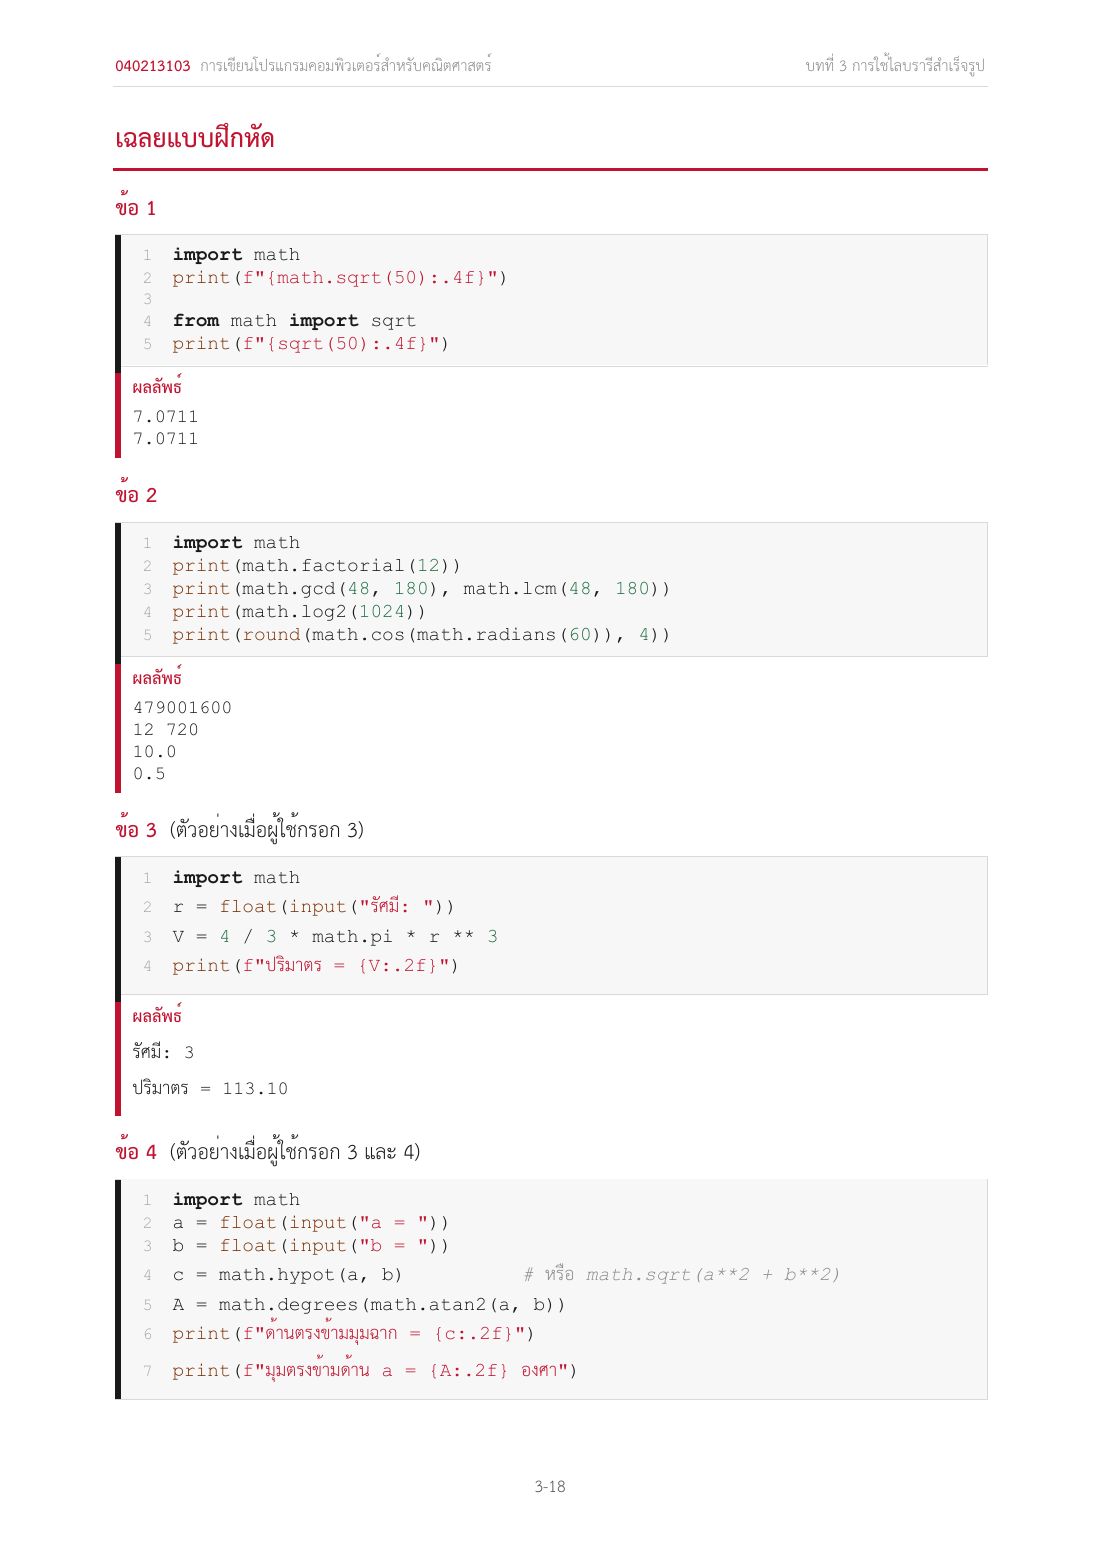 040213103 การเขียนโปรแกรมคอมพิวเตอร์สำหรับคณิตศาสตร์ บทที่ 3 การใช้ไลบรารีสำเร็จรูป
เฉลยแบบฝึกหัด
ข้อ 1
1 import math
2 print(f"{math.sqrt(50):.4f}")
3
4 from math import sqrt
5 print(f"{sqrt(50):.4f}")
ผลลัพธ์
7.0711
7.0711
ข้อ 2
1 import math
2 print(math.factorial(12))
3 print(math.gcd(48, 180), math.lcm(48, 180))
4 print(math.log2(1024))
5 print(round(math.cos(math.radians(60)), 4))
ผลลัพธ์
479001600
12 720
10.0
0.5
ข้อ 3 (ตัวอย่างเมื่อผู้ใช้กรอก 3)
1 import math
2 r = float(input("รัศมี: "))
3 V = 4 / 3 * math.pi * r ** 3
4 print(f"ปริมาตร = {V:.2f}")
ผลลัพธ์
รัศมี: 3
ปริมาตร = 113.10
ข้อ 4 (ตัวอย่างเมื่อผู้ใช้กรอก 3 และ 4)
1 import math
2 a = float(input("a = "))
3 b = float(input("b = "))
4 c = math.hypot(a, b) # หรือ math.sqrt(a**2 + b**2)
5 A = math.degrees(math.atan2(a, b))
6 print(f"ด้านตรงข้ามมุมฉาก = {c:.2f}")
7 print(f"มุมตรงข้ามด้าน a = {A:.2f} องศา")
3-18